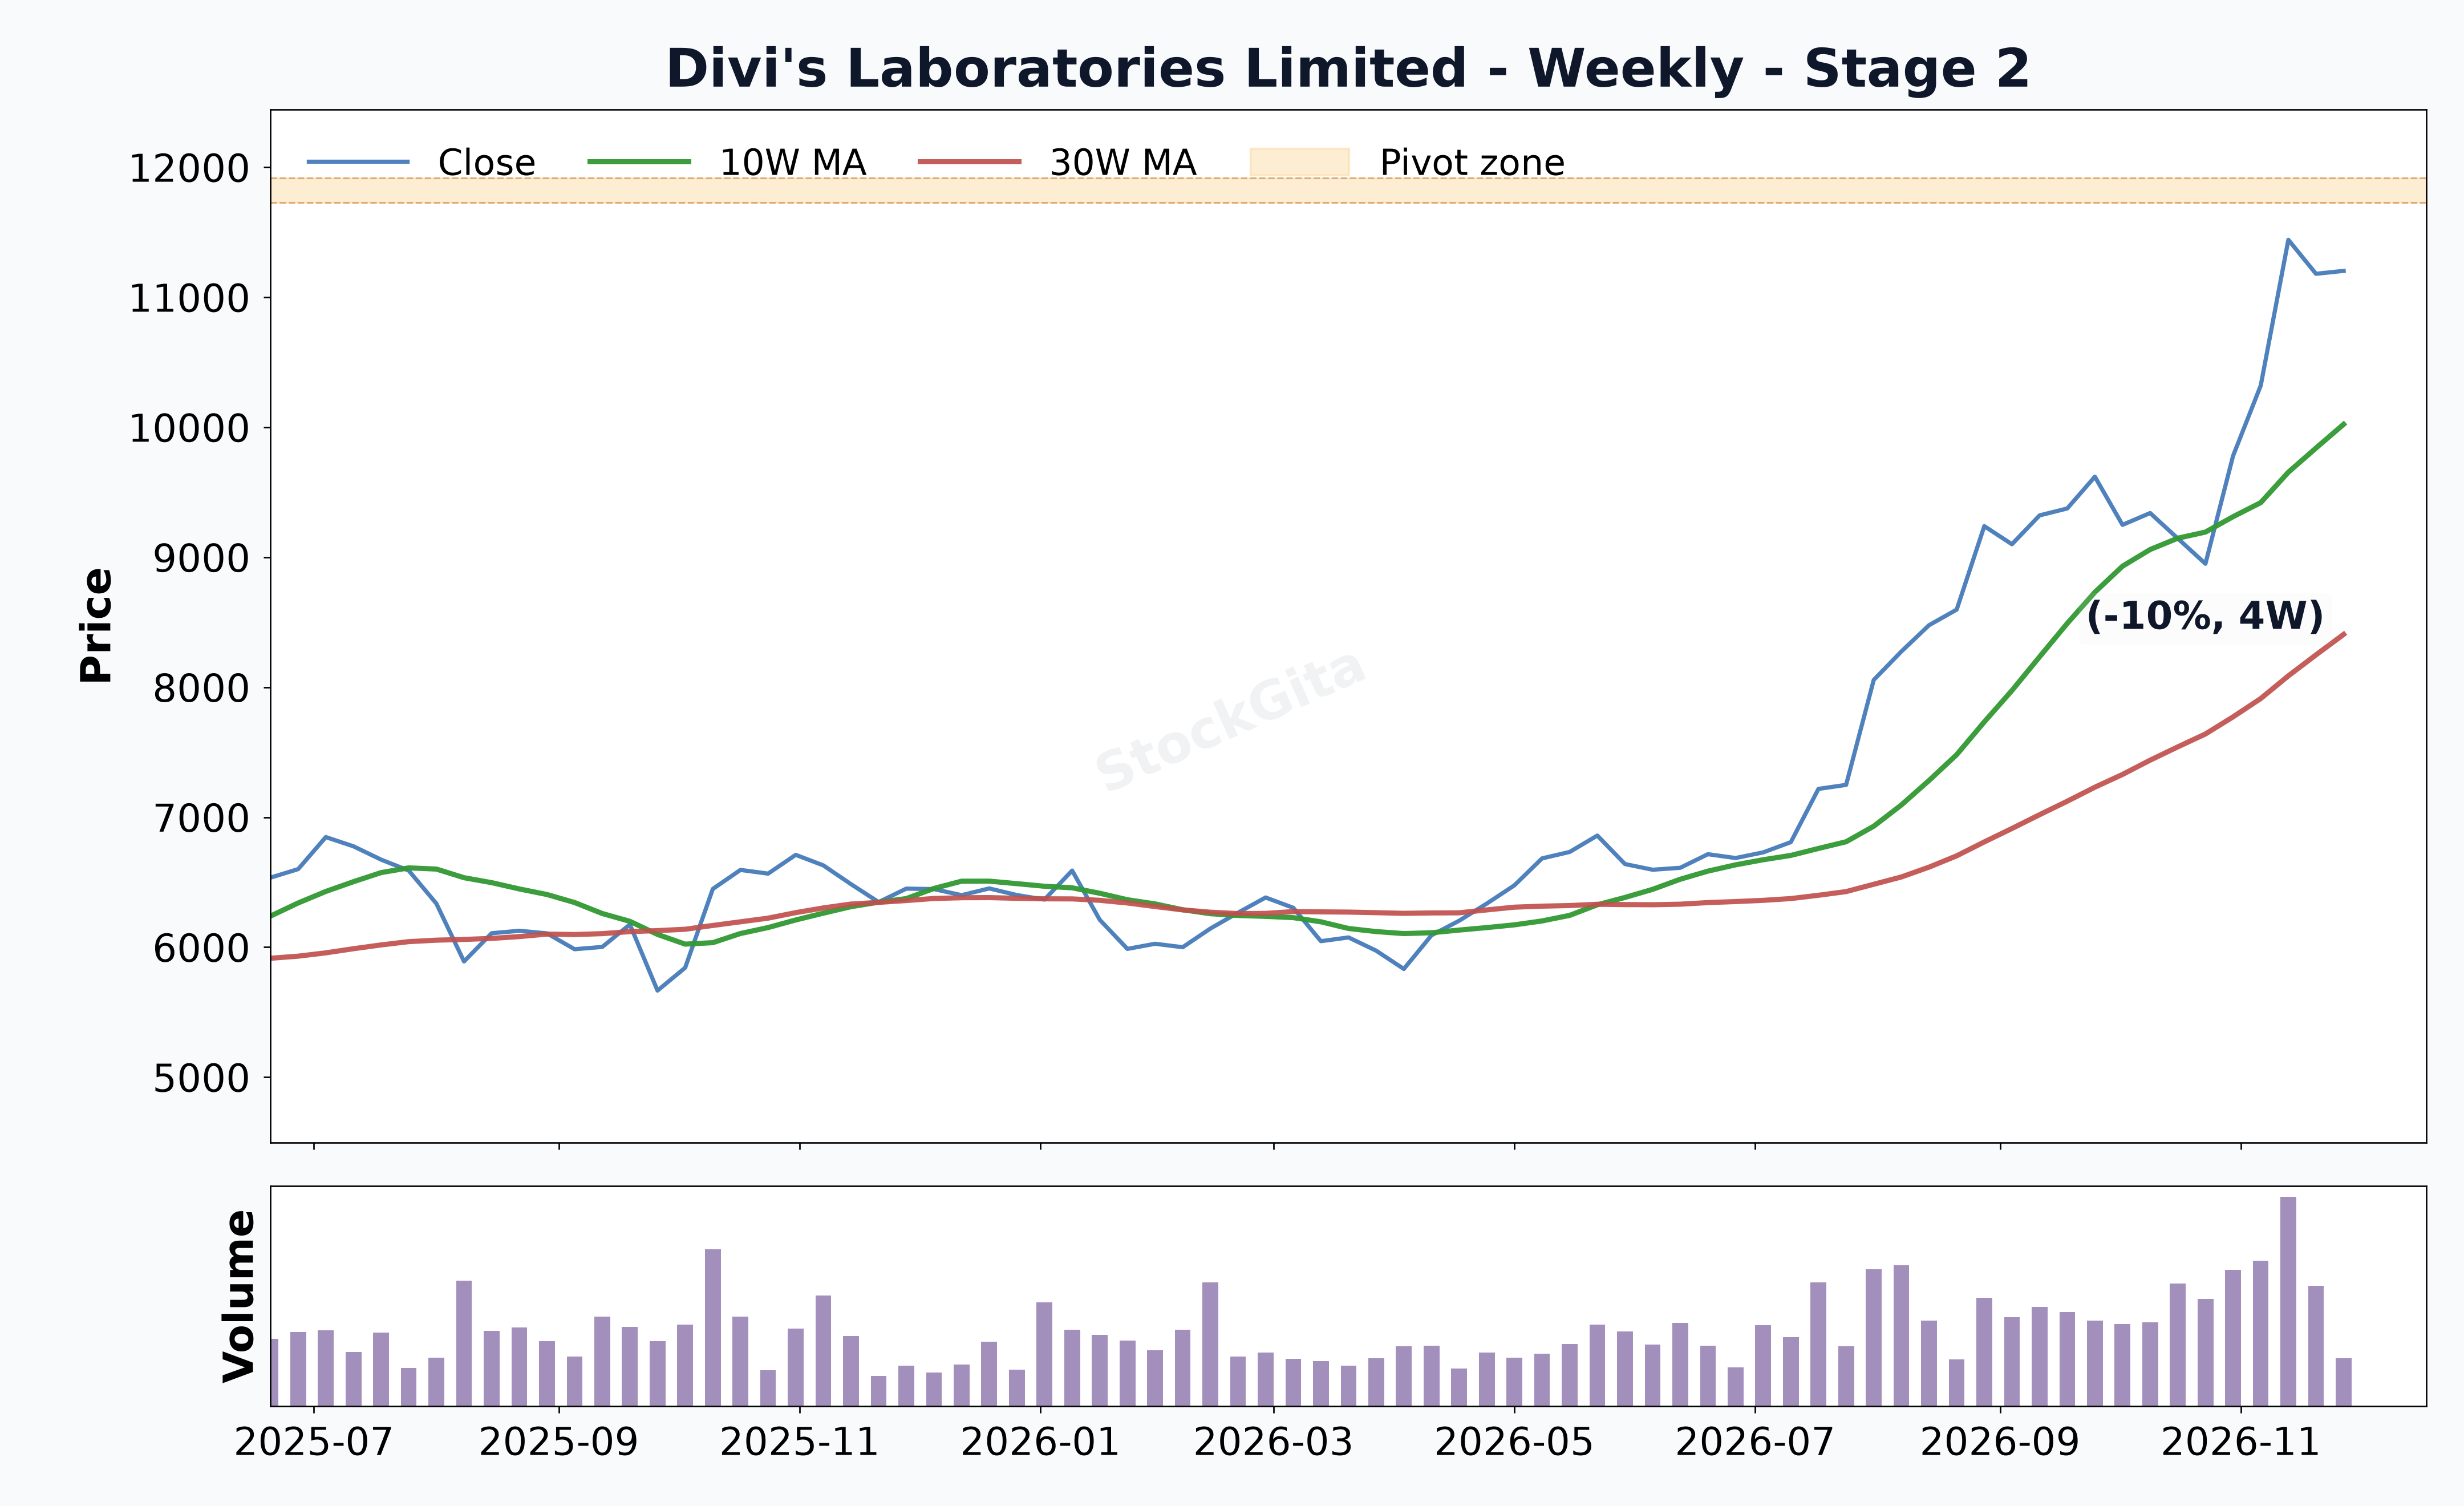 Divi's Laboratories Limited - Weekly - Stage 2
Close 10W MA 30W MA Pivot zone
12000
11000
10000
9000
8000
7000
6000
5000
Price
(-10%, 4W)
StockGita
Volume
2025-07 2025-09 2025-11 2026-01 2026-03 2026-05 2026-07 2026-09 2026-11